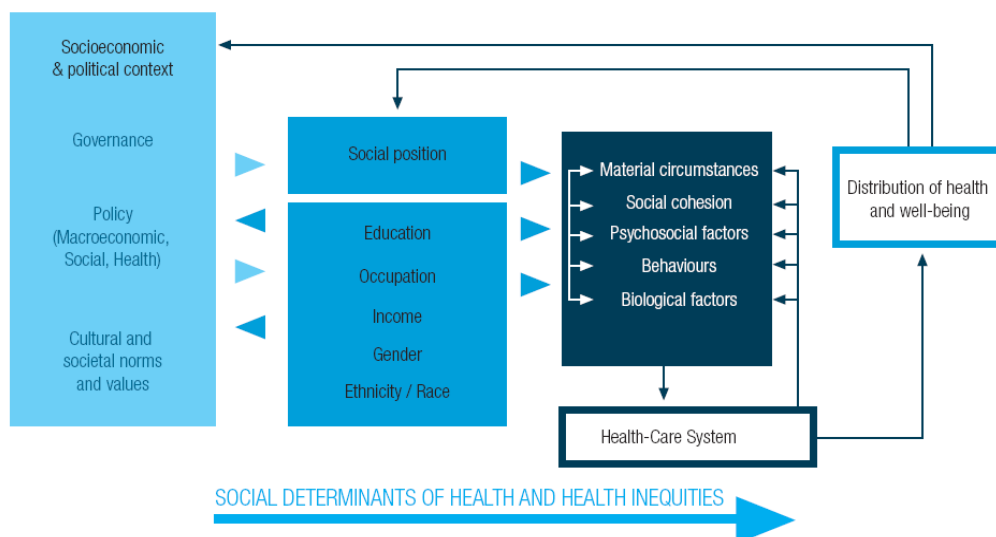 Socioeconomic
& political context
Governance
Policy
(Macroeconomic,
Social, Health)
Cultural and
societal norms
and values
Social position
Education
Occupation
Income
Gender
Ethnicity / Race
Material circumstances
Social cohesion
Psychosocial factors
Behaviours
Biological factors
Health-Care System
Distribution of health
and well-being
SOCIAL DETERMINANTS OF HEALTH AND HEALTH INEQUITIES